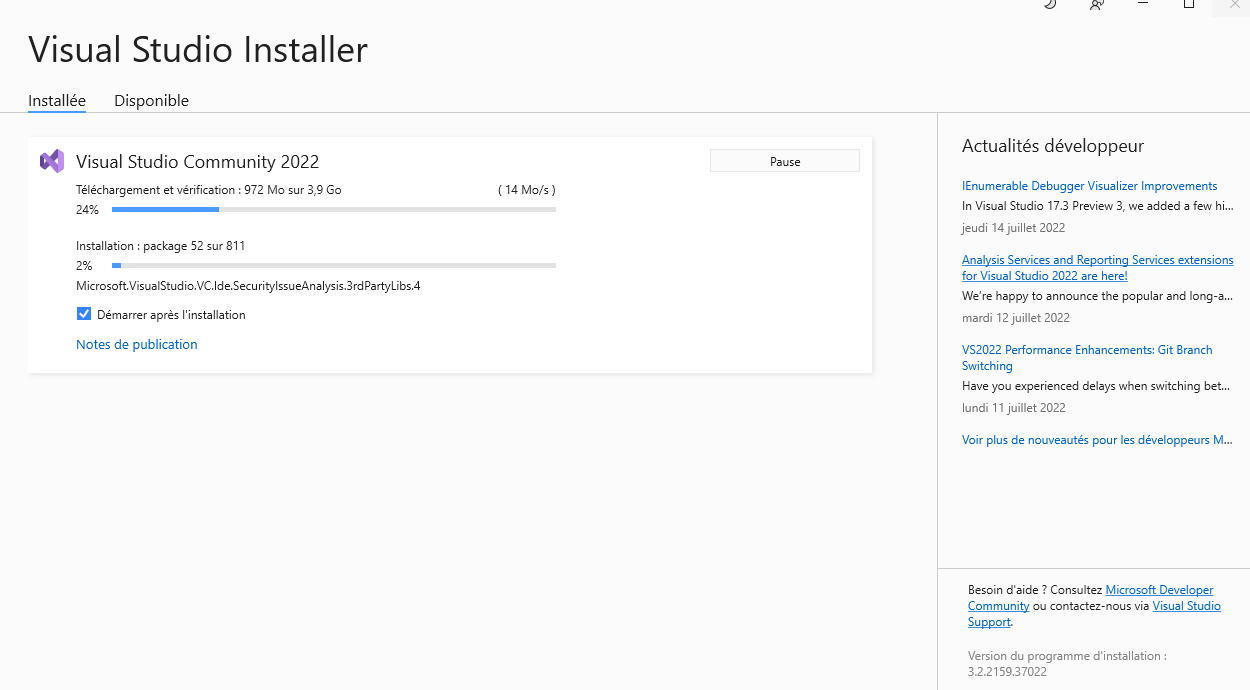 Visual Studio Installer
Installée
Disponible
Visual Studio Community 2022
Pause
Téléchargement et vérification : 972 Mo sur 3,9 Go
( 14 Mo/s )
24%
Installation : package 52 sur 811
2%
Microsoft.VisualStudio.VC.Ide.SecurityIssueAnalysis.3rdPartyLibs.4
Démarrer après l'installation
Notes de publication
Actualités développeur
IEnumerable Debugger Visualizer Improvements
In Visual Studio 17.3 Preview 3, we added a few hi...
jeudi 14 juillet 2022
Analysis Services and Reporting Services extensions
for Visual Studio 2022 are here!
We're happy to announce the popular and long-a...
mardi 12 juillet 2022
VS2022 Performance Enhancements: Git Branch
Switching
Have you experienced delays when switching bet...
lundi 11 juillet 2022
Voir plus de nouveautés pour les développeurs M...
Besoin d'aide ? Consultez Microsoft Developer
Community ou contactez-nous via Visual Studio
Support.
Version du programme d'installation :
3.2.2159.37022